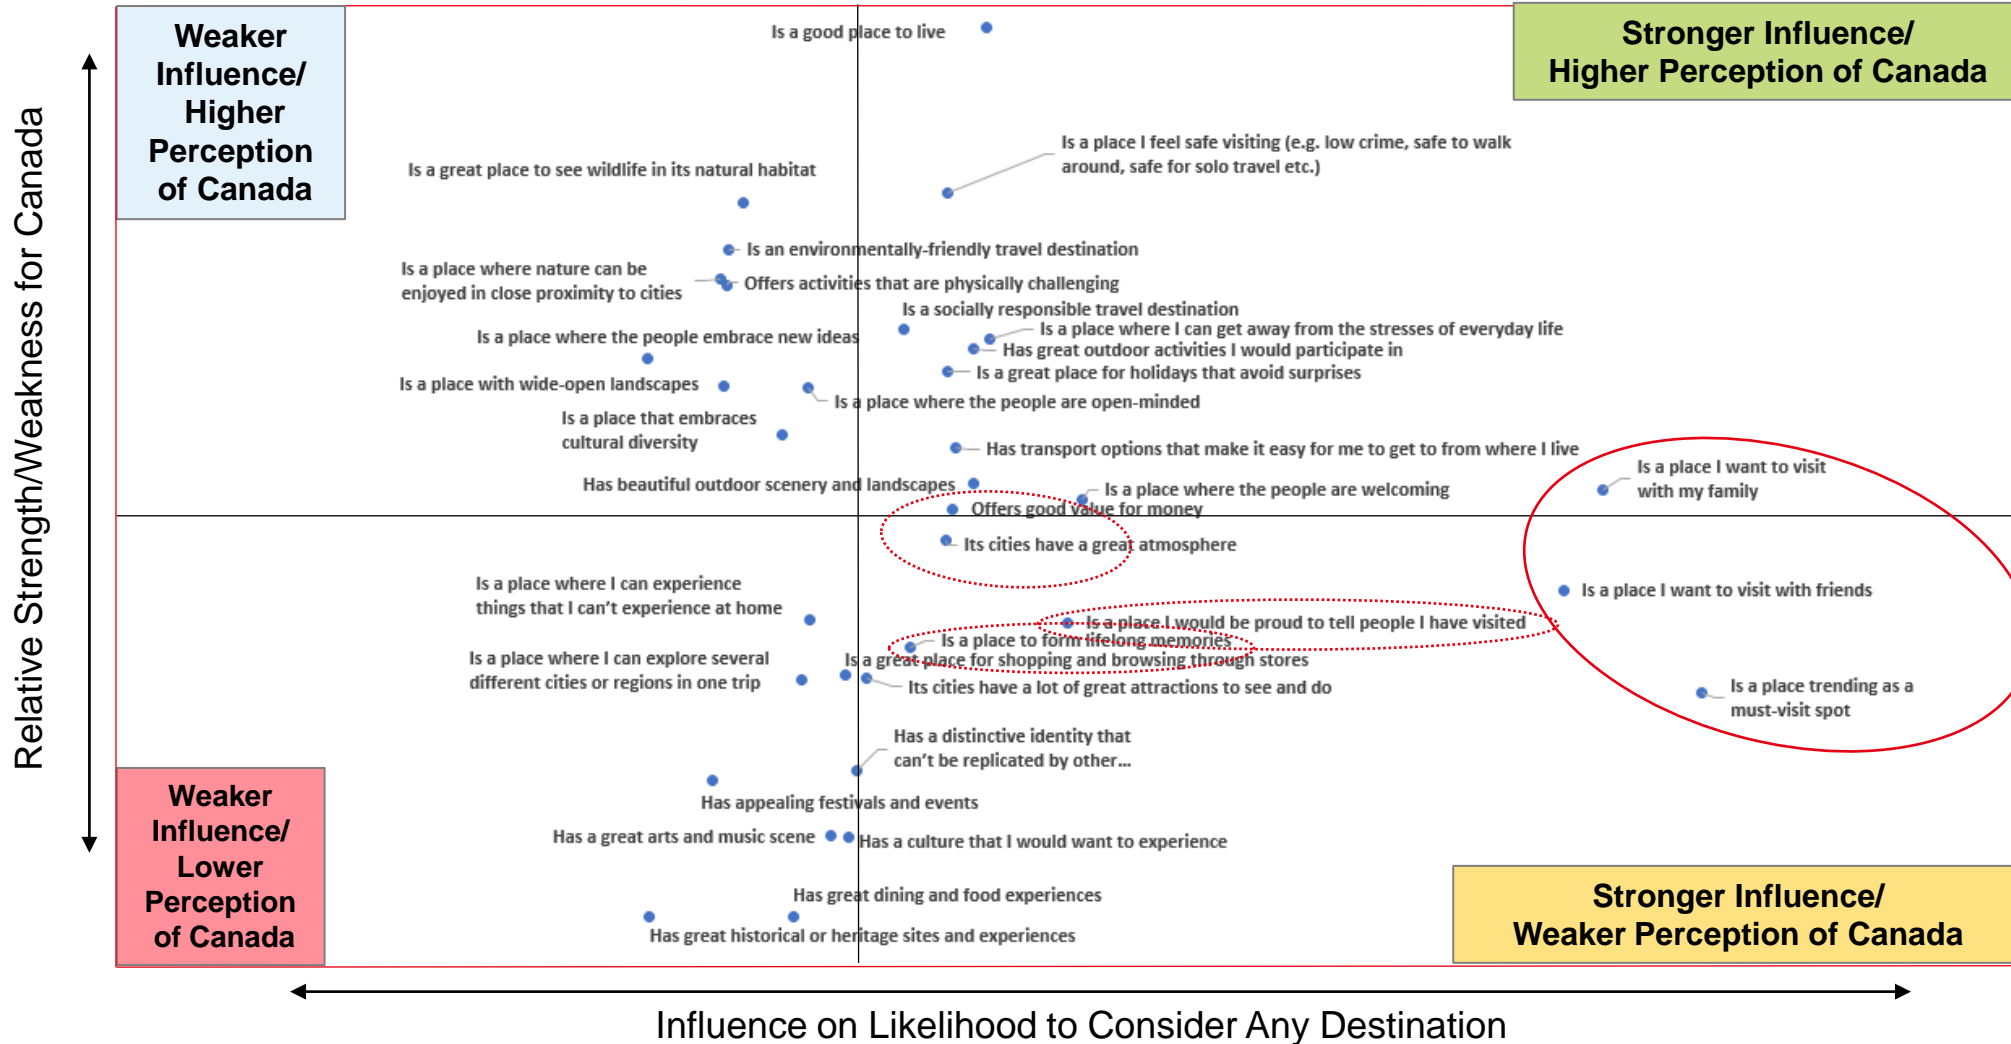 Weaker
Influence/
Higher
Perception
of Canada
Stronger Influence/
Higher Perception of Canada
Relative Strength/Weakness for Canada
Is a good place to live
Is a place I feel safe visiting (e.g. low crime, safe to walk
around, safe for solo travel etc.)
Is a great place to see wildlife in its natural habitat
Is an environmentally-friendly travel destination
Is a place where nature can be
enjoyed in close proximity to cities
Offers activities that are physically challenging
Is a socially responsible travel destination
Is a place where the people embrace new ideas
Is a place where I can get away from the stresses of everyday life
Has great outdoor activities I would participate in
Is a great place for holidays that avoid surprises
Is a place with wide-open landscapes
Is a place where the people are open-minded
Is a place that embraces
cultural diversity
Has transport options that make it easy for me to get to from where I live
Is a place I want to visit
with my family
Has beautiful outdoor scenery and landscapes
Is a place where the people are welcoming
Offers good value for money
Its cities have a great atmosphere
Is a place where I can experience
things that I can't experience at home
Is a place I want to visit with friends
Is a place I would be proud to tell people I have visited
Is a place to form lifelong memories
Is a great place for shopping and browsing through stores
Is a place where I can explore several
different cities or regions in one trip
Its cities have a lot of great attractions to see and do
Is a place trending as a
must-visit spot
Has a distinctive identity that
can't be replicated by other...
Has appealing festivals and events
Has a great arts and music scene
Has a culture that I would want to experience
Has great dining and food experiences
Has great historical or heritage sites and experiences
Weaker
Influence/
Lower
Perception
of Canada
Stronger Influence/
Weaker Perception of Canada
Influence on Likelihood to Consider Any Destination